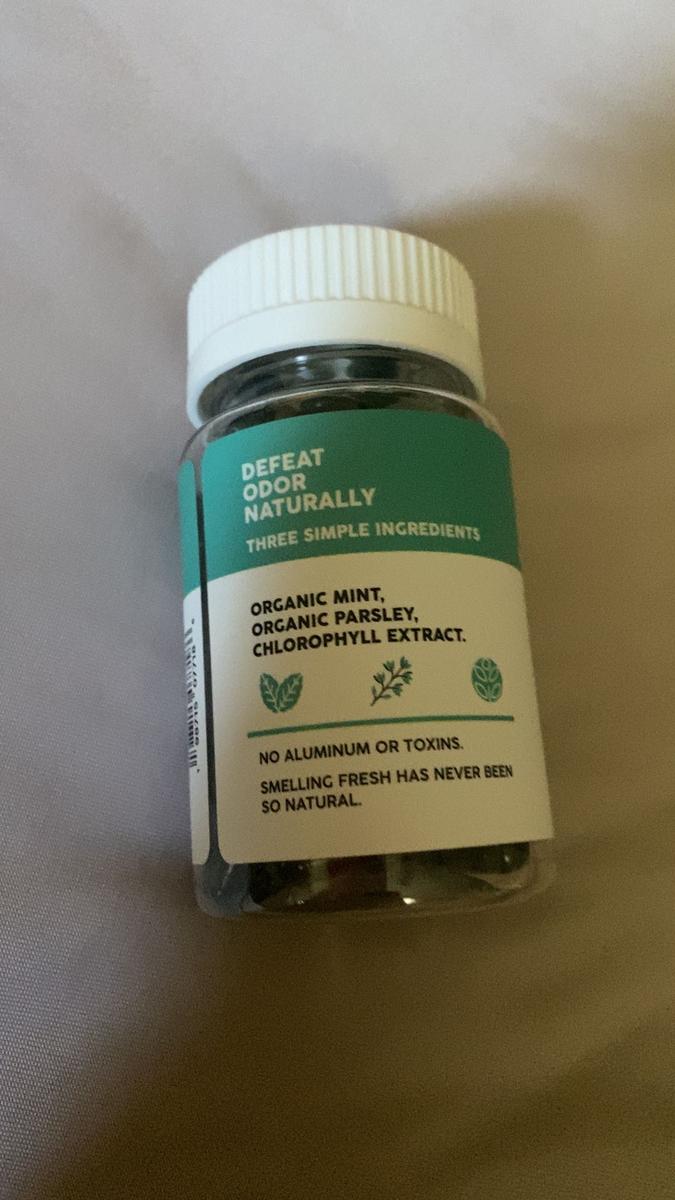 DEFEAT
ODOR
NATURALLY
THREE SIMPLE INGREDIENTS
ORGANIC MINT,
ORGANIC PARSLEY,
CHLOROPHYLL EXTRACT.
NO ALUMINUM OR TOXINS.
SMELLING FRESH HAS NEVER BEEN
SO NATURAL.